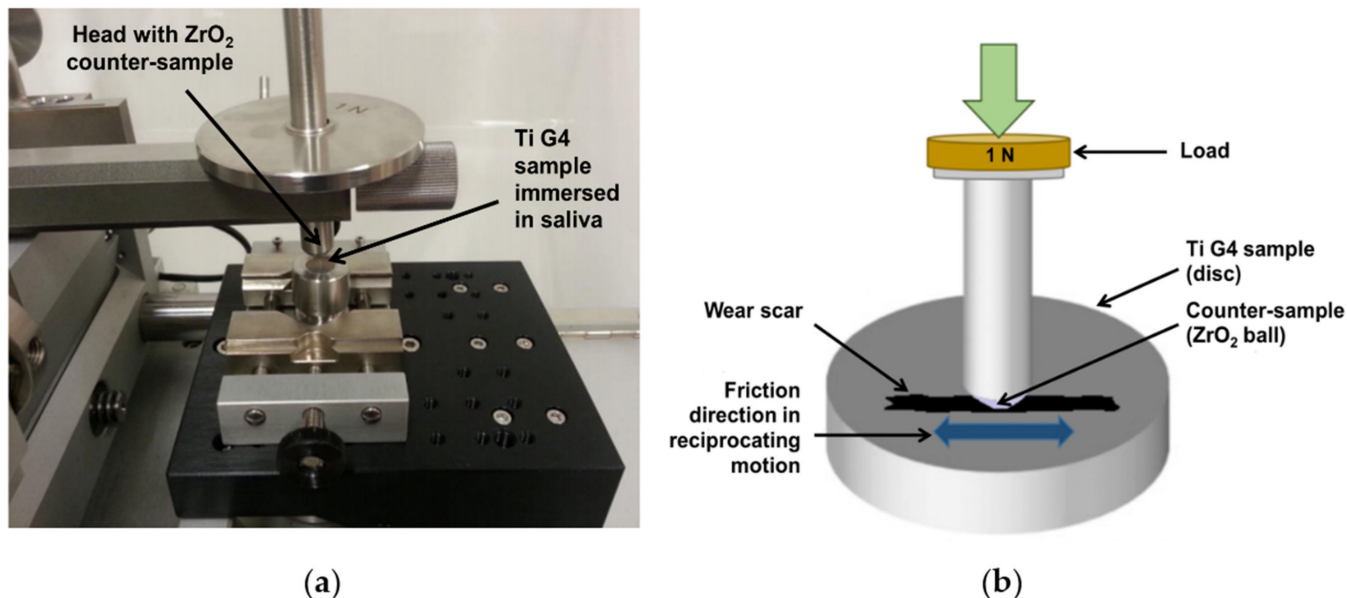 Head with ZrO₂
counter-sample
1 N
Ti G4
sample
immersed
in saliva
(a)
1 N
Load
Ti G4 sample
(disc)
Wear scar
Counter-sample
(ZrO₂ ball)
Friction
direction in
reciprocating
motion
(b)